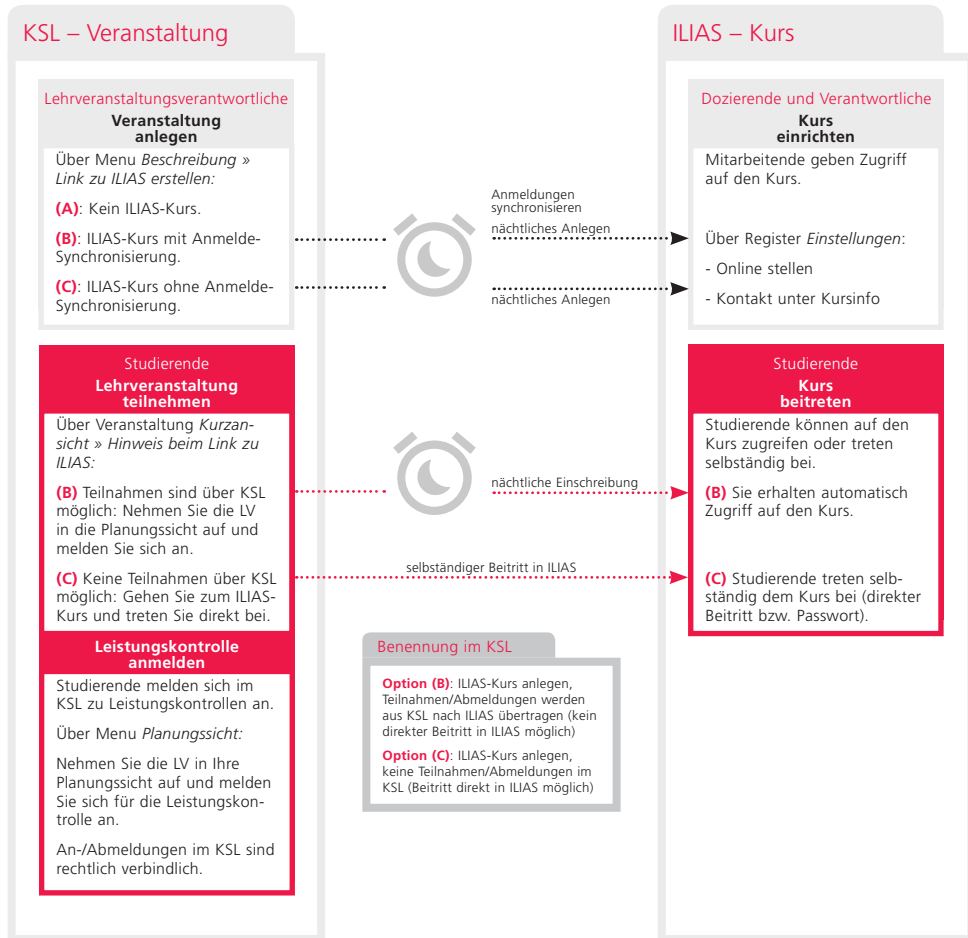 KSL – Veranstaltung
Lehrveranstaltungsverantwortliche
Veranstaltung
anlegen
Über Menu Beschreibung »
Link zu ILIAS erstellen:
(A): Kein ILIAS-Kurs.
(B): ILIAS-Kurs mit Anmelde-
Synchronisierung.
(C): ILIAS-Kurs ohne Anmelde-
Synchronisierung.
Anmeldungen
synchronisieren
nächtliches Anlegen
nächtliches Anlegen
ILIAS – Kurs
Dozierende und Verantwortliche
Kurs
einrichten
Mitarbeitende geben Zugriff
auf den Kurs.
Über Register Einstellungen:
- Online stellen
- Kontakt unter Kursinfo
Studierende
Lehrveranstaltung
teilnehmen
Über Veranstaltung Kurzan-
sicht » Hinweis beim Link zu
ILIAS:
(B) Teilnahmen sind über KSL
möglich: Nehmen Sie die LV
in die Planungssicht auf und
melden Sie sich an.
(C) Keine Teilnahmen über KSL
möglich: Gehen Sie zum ILIAS-
Kurs und treten Sie direkt bei.
nächtliche Einschreibung
selbständiger Beitritt in ILIAS
Studierende
Kurs
beitreten
Studierende können auf den
Kurs zugreifen oder treten
selbständig bei.
(B) Sie erhalten automatisch
Zugriff auf den Kurs.
(C) Studierende treten selb-
ständig dem Kurs bei (direkter
Beitritt bzw. Passwort).
Leistungskontrolle
anmelden
Studierende melden sich im
KSL zu Leistungskontrollen an.
Über Menu Planungssicht:
Nehmen Sie die LV in Ihre
Planungssicht auf und melden
Sie sich für die Leistungskon-
trolle an.
An-/Abmeldungen im KSL sind
rechtlich verbindlich.
Benennung im KSL
Option (B): ILIAS-Kurs anlegen,
Teilnahmen/Abmeldungen werden
aus KSL nach ILIAS übertragen (kein
direkter Beitritt in ILIAS möglich)
Option (C): ILIAS-Kurs anlegen,
keine Teilnahmen/Abmeldungen im
KSL (Beitritt direkt in ILIAS möglich)